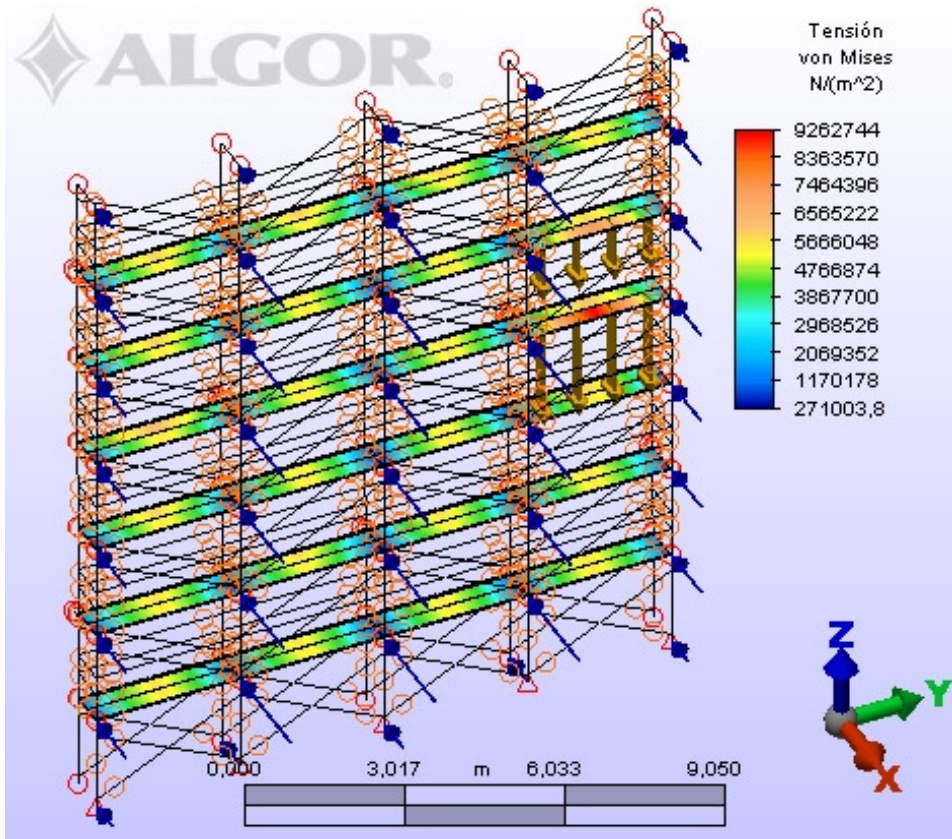 ALGOR®
Tensión
von Mises
N/(m^2)
9262744
8363570
7464396
6565222
5666048
4766874
3867700
2968526
2069352
1170178
271003,8
Z
Y
X
0,000 3,017 m 6,033 9,050